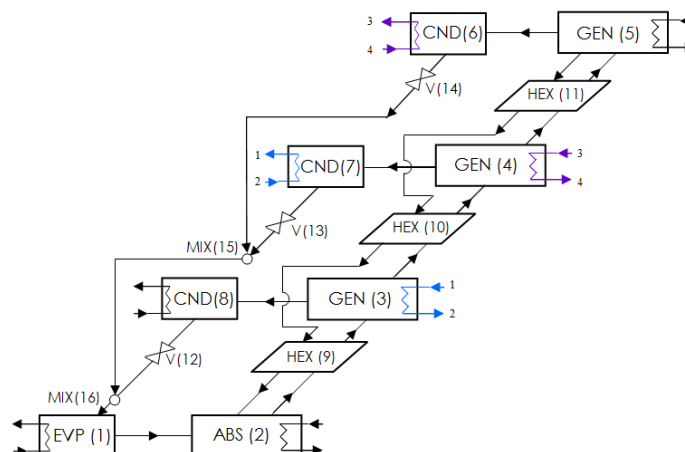 3
CND(6)
4
GEN (5)
V(14)
HEX (11)
1
CND(7)
2
GEN (4)
3
4
V(13)
HEX (10)
MIX(15)
CND(8)
GEN (3)
1
2
V(12)
HEX (9)
MIX(16)
EVP (1)
ABS (2)